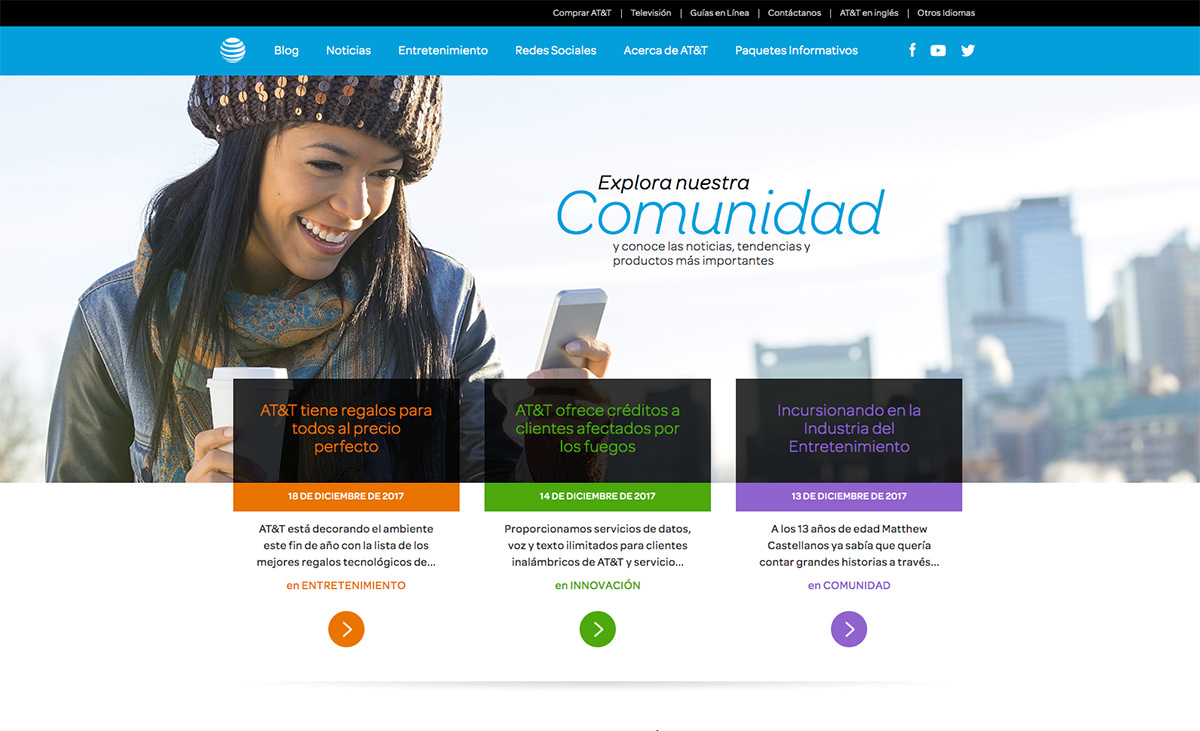 Comprar AT&T | Televisión | Guías en Línea | Contáctanos | AT&T en inglés | Otros Idiomas
Blog Noticias Entretenimiento Redes Sociales Acerca de AT&T Paquetes Informativos
Explora nuestra
Comunidad
y conoce las noticias, tendencias y
productos más importantes
AT&T tiene regalos para
todos al precio
perfecto
18 DE DICIEMBRE DE 2017
AT&T está decorando el ambiente
este fin de año con la lista de los
mejores regalos tecnológicos de...
en ENTRETENIMIENTO
AT&T ofrece créditos a
clientes afectados por
los fuegos
14 DE DICIEMBRE DE 2017
Proporcionamos servicios de datos,
voz y texto ilimitados para clientes
inalámbricos de AT&T y servicio...
en INNOVACIÓN
Incursionando en la
Industria del
Entretenimiento
13 DE DICIEMBRE DE 2017
A los 13 años de edad Matthew
Castellanos ya sabía que quería
contar grandes historias a través...
en COMUNIDAD